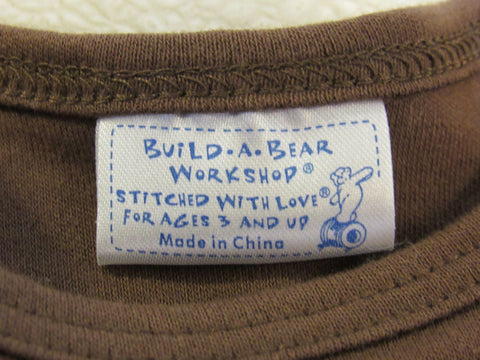 BUILD-A-BEAR
WORKSHOP®
STITCHED WITH LOVE®
FOR AGES 3 AND UP
Made in China